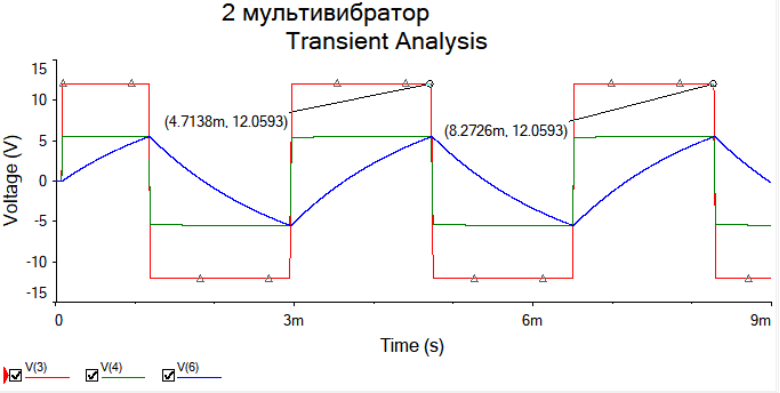 2 мультивибратор
Transient Analysis
Voltage (V)
15
10
5
0
-5
-10
-15
(4.7138m, 12.0593)
(8.2726m, 12.0593)
0 3m 6m 9m
Time (s)
V(3) V(4) V(6)